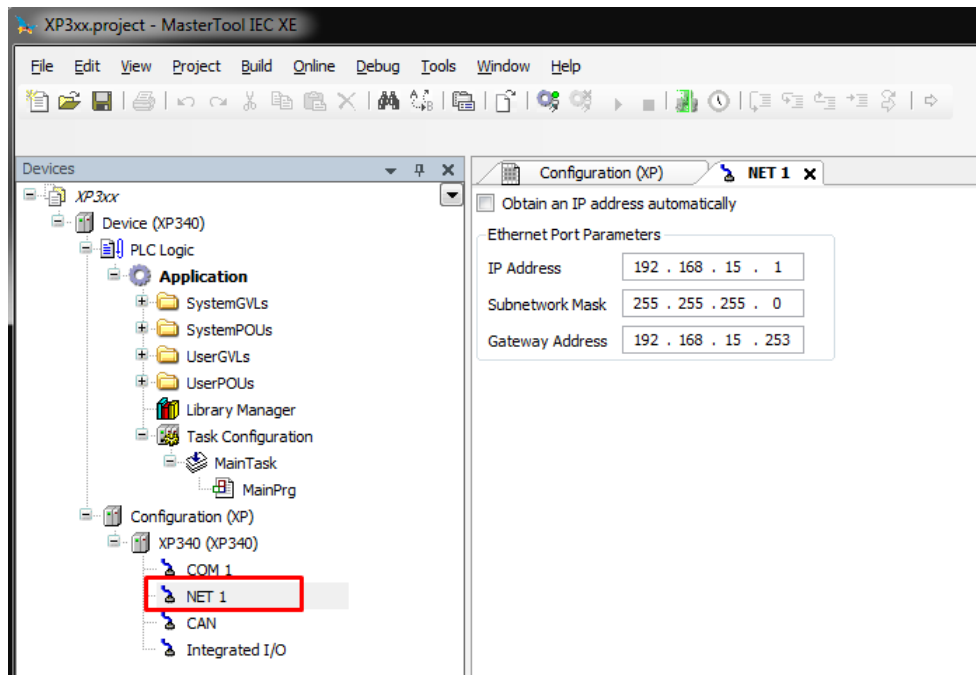 XP3xx.project - MasterTool IEC XE
File Edit View Project Build Online Debug Tools Window Help
Devices
XP3xx
Device (XP340)
PLC Logic
Application
SystemGVLs
SystemPOUs
UserGVLs
UserPOUs
Library Manager
Task Configuration
MainTask
MainPrg
Configuration (XP)
XP340 (XP340)
COM 1
NET 1
CAN
Integrated I/O
Configuration (XP) NET 1
Obtain an IP address automatically
Ethernet Port Parameters
IP Address 192 . 168 . 15 . 1
Subnetwork Mask 255 . 255 . 255 . 0
Gateway Address 192 . 168 . 15 . 253